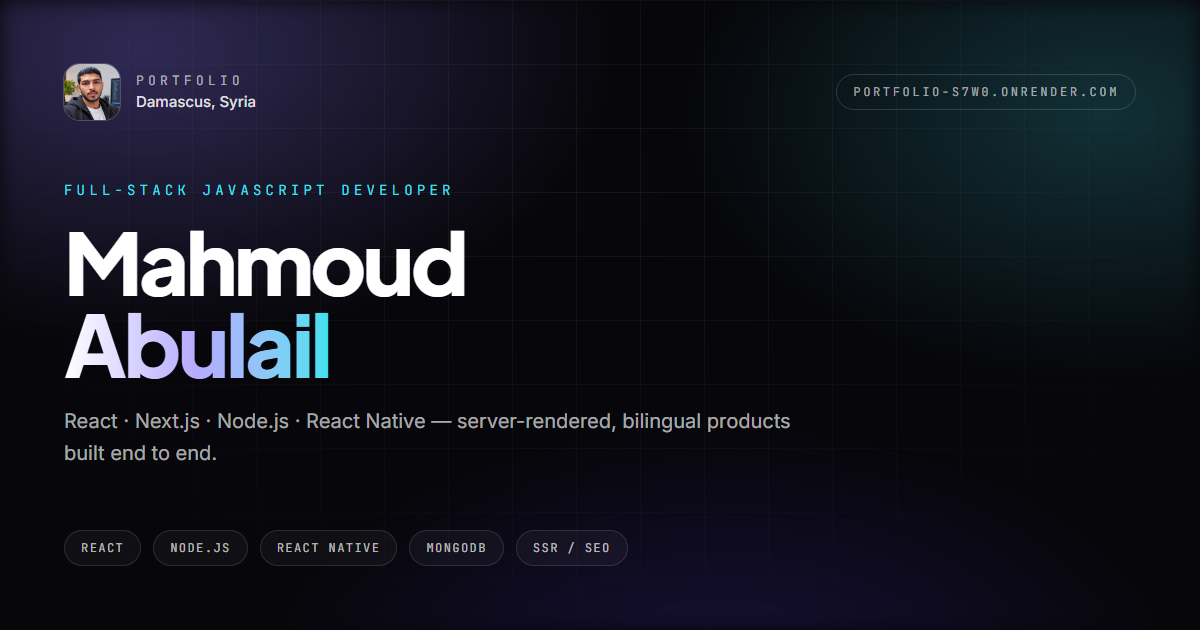 PORTFOLIO
Damascus, Syria
PORTFOLIO-S7W0.ONRENDER.COM
FULL-STACK JAVASCRIPT DEVELOPER
Mahmoud
Abulail
React · Next.js · Node.js · React Native — server-rendered, bilingual products
built end to end.
REACT
NODE.JS
REACT NATIVE
MONGODB
SSR / SEO